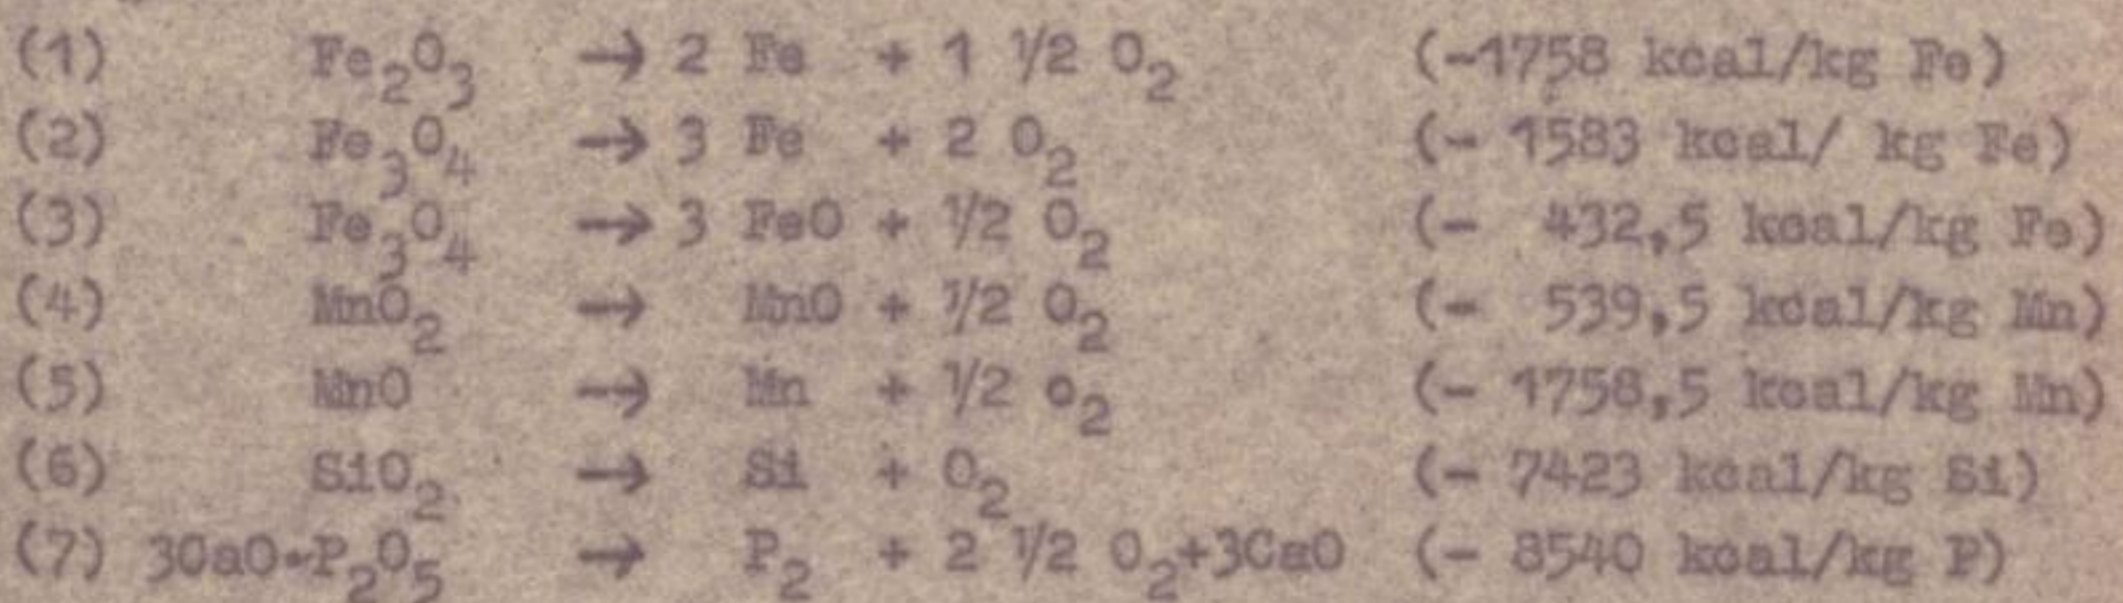 (1) Fe₂O₃ → 2 Fe + 1 1/2 O₂ (-1758 kcal/kg Fe)
(2) Fe₃O₄ → 3 Fe + 2 O₂ (- 1583 kcal/ kg Fe)
(3) Fe₃O₄ → 3 FeO + 1/2 O₂ (- 432,5 kcal/kg Fe)
(4) MnO₂ → MnO + 1/2 O₂ (- 539,5 kcal/kg Mn)
(5) MnO → Mn + 1/2 o₂ (- 1758,5 kcal/kg Mn)
(6) SiO₂ → Si + O₂ (- 7423 kcal/kg Si)
(7) 3CaO·P₂O₅ → P₂ + 2 1/2 O₂+3CaO (- 8540 kcal/kg P)